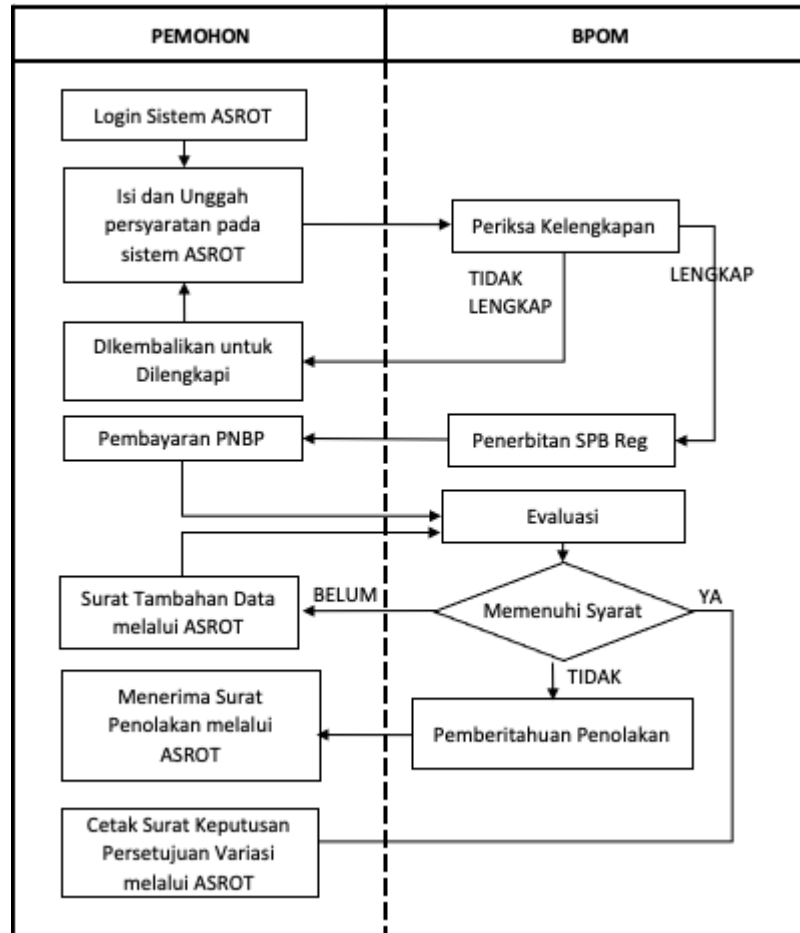 PEMOHON
BPOM
Login Sistem ASROT
Isi dan Unggah
persyaratan pada
sistem ASROT
Periksa Kelengkapan
TIDAK
LENGKAP
LENGKAP
DIkembalikan untuk
Dilengkapi
Pembayaran PNBP
Penerbitan SPB Reg
Evaluasi
Surat Tambahan Data
melalui ASROT
BELUM
Memenuhi Syarat
YA
TIDAK
Menerima Surat
Penolakan melalui
ASROT
Pemberitahuan Penolakan
Cetak Surat Keputusan
Persetujuan Variasi
melalui ASROT